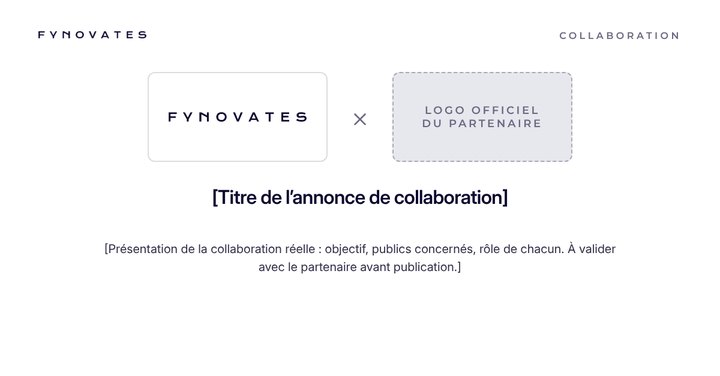 FYNOVATES
COLLABORATION
FYNOVATES
×
LOGO OFFICIEL
DU PARTENAIRE
[Titre de l’annonce de collaboration]
[Présentation de la collaboration réelle : objectif, publics concernés, rôle de chacun. À valider
avec le partenaire avant publication.]